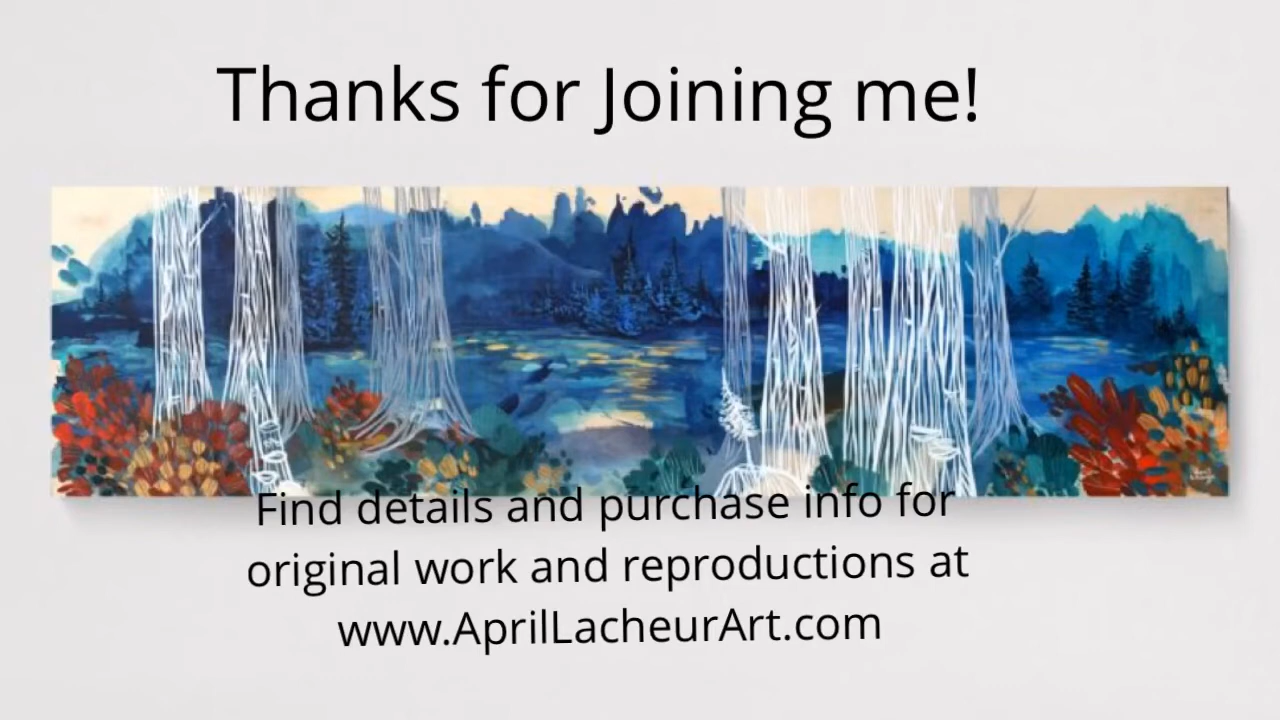 Thanks for Joining me!
Find details and purchase info for
original work and reproductions at
www.AprilLacheurArt.com